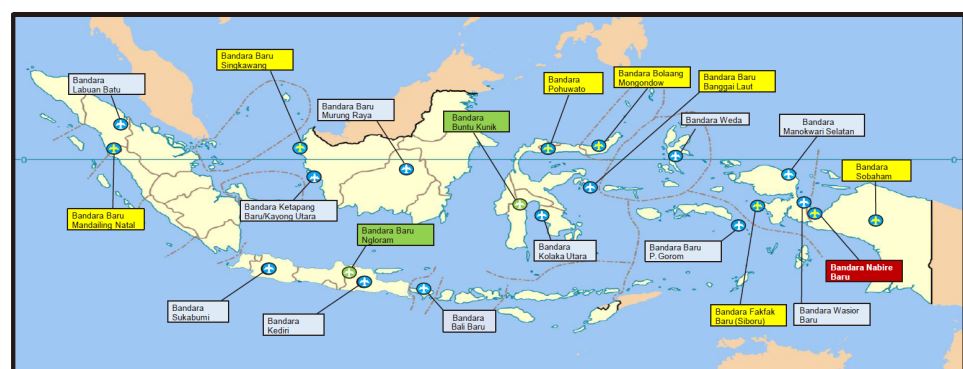 Bandara Baru
Singkawang
Bandara
Labuan Batu
Bandara Baru
Murung Raya
Bandara
Buntu Kunik
Bandara
Pohuwato
Bandara Bolaang
Mongondow
Bandara Baru
Banggai Laut
Bandara Weda
Bandara
Manokwari Selatan
Bandara
Sobaham
Bandara Baru
Mandailing Natal
Bandara Ketapang
Baru/Kayong Utara
Bandara Baru
Ngloram
Bandara
Kolaka Utara
Bandara Baru
P. Gorom
Bandara Nabire
Baru
Bandara
Sukabumi
Bandara
Kediri
Bandara
Bali Baru
Bandara Fakfak
Baru (Siboru)
Bandara Wasior
Baru